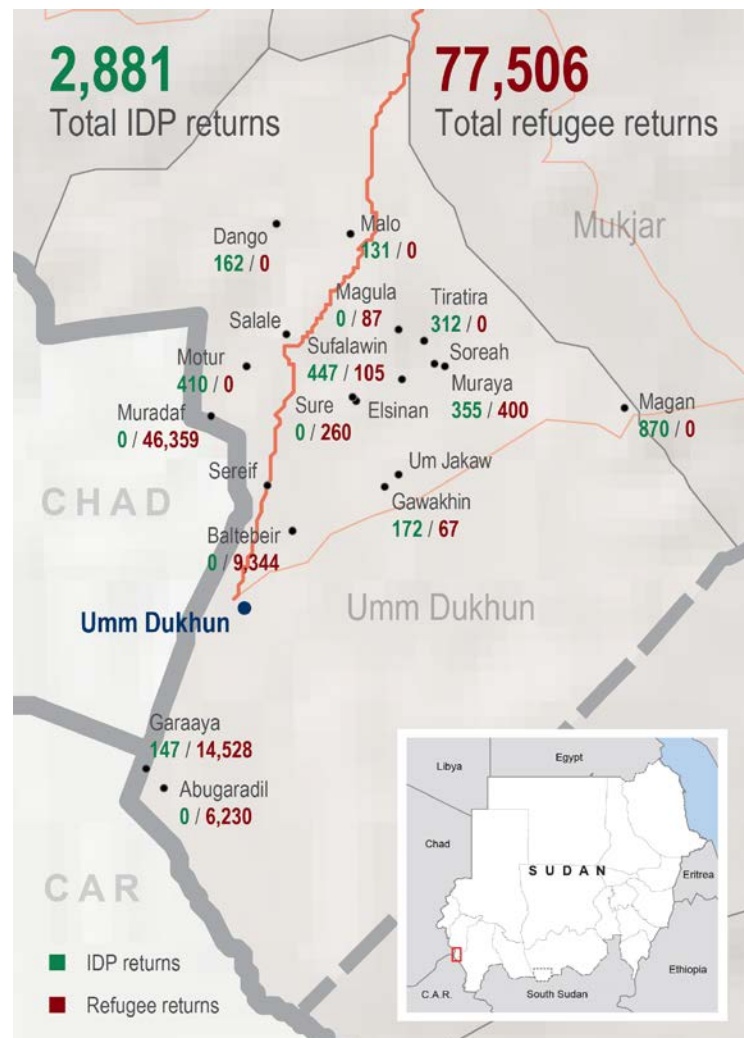 2,881
Total IDP returns
77,506
Total refugee returns
Mukjar
Dango
162 / 0
Malo
131 / 0
Magula
0 / 87
Tiratira
312 / 0
Salale
Sufalawin
447 / 105
Soreah
Motur
410 / 0
Muraya
355 / 400
Sure
0 / 260
Elsinan
Magan
870 / 0
Muradaf
0 / 46,359
CHAD
Sereif
Um Jakaw
Gawakhin
172 / 67
Baltebeir
0 / 9,344
Umm Dukhun
Umm Dukhun
Garaaya
147 / 14,528
Abugaradil
0 / 6,230
CAR
IDP returns
Refugee returns
Libya
Egypt
Chad
SUDAN
Eritrea
Ethiopia
C.A.R.
South Sudan